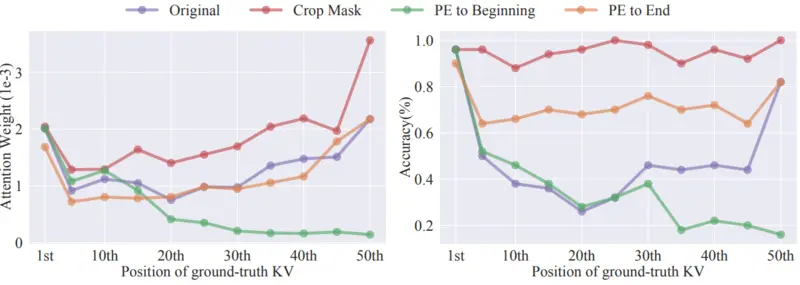 Original Crop Mask PE to Beginning PE to End
Attention Weight (1e-3)
3
2
1
0
1st 10th 20th 30th 40th 50th
Position of ground-truth KV
Accuracy(%)
1.0
0.8
0.6
0.4
0.2
1st 10th 20th 30th 40th 50th
Position of ground-truth KV